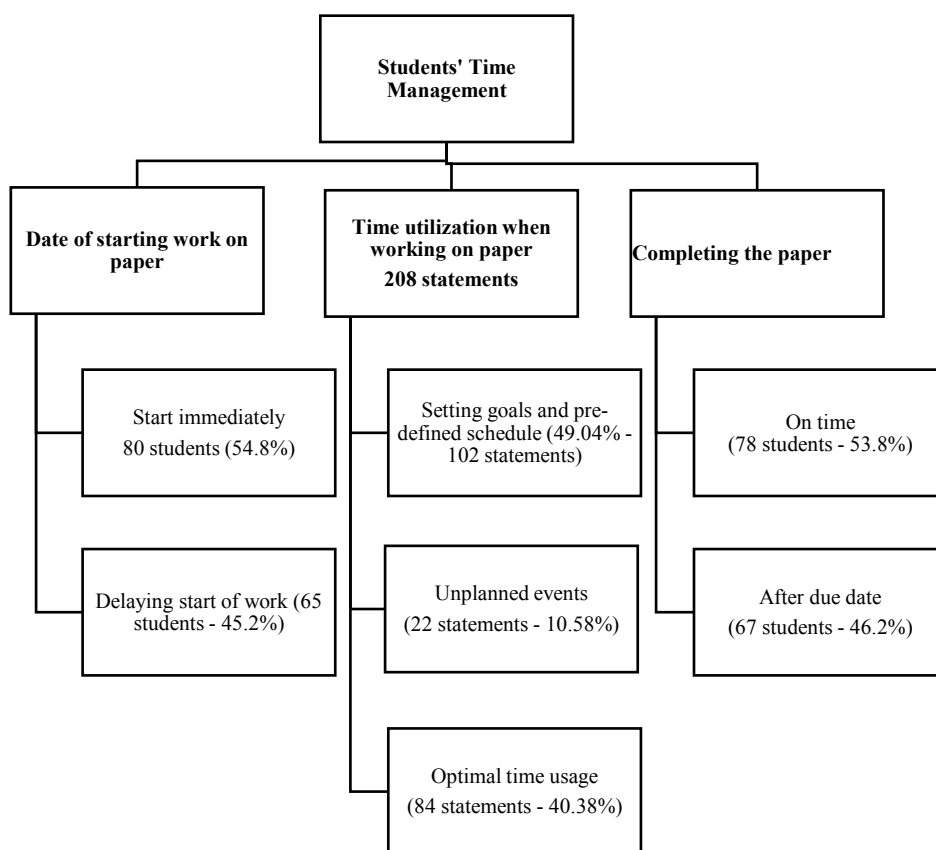 Students' Time
Management
Date of starting work on
paper
Time utilization when
working on paper
208 statements
Completing the paper
Start immediately
80 students (54.8%)
Setting goals and pre-
defined schedule (49.04% -
102 statements)
On time
(78 students - 53.8%)
Delaying start of work (65
students - 45.2%)
Unplanned events
(22 statements - 10.58%)
After due date
(67 students - 46.2%)
Optimal time usage
(84 statements - 40.38%)